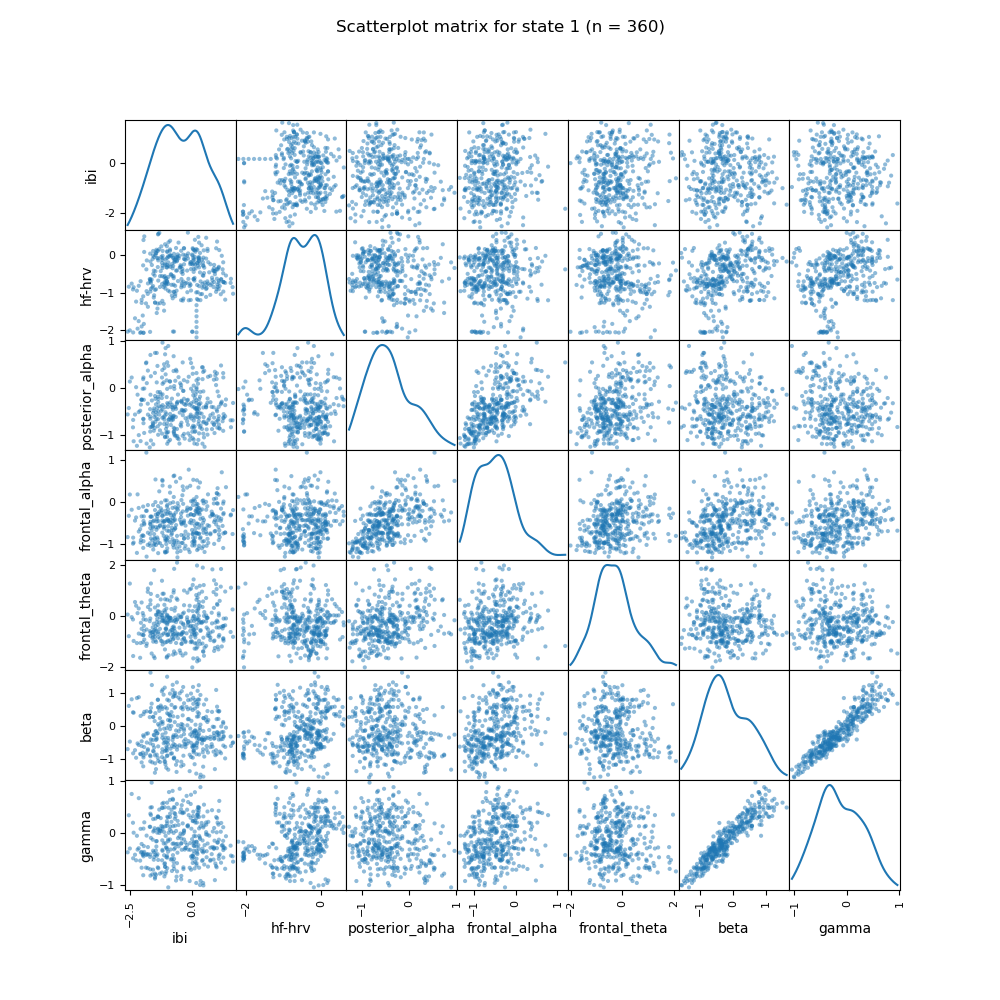 Scatterplot matrix for state 1 (n = 360)
ibi
0
−2
hf-hrv
0
−1
−2
posterior_alpha
1
0
−1
frontal_alpha
1
0
−1
frontal_theta
2
0
−2
beta
1
0
−1
gamma
1
0
−1
−2.5 0.0 −2 0 −1 0 1 −1 0 1 −2 0 2 −1 0 1 −1 0 1
ibi hf-hrv posterior_alpha frontal_alpha frontal_theta beta gamma